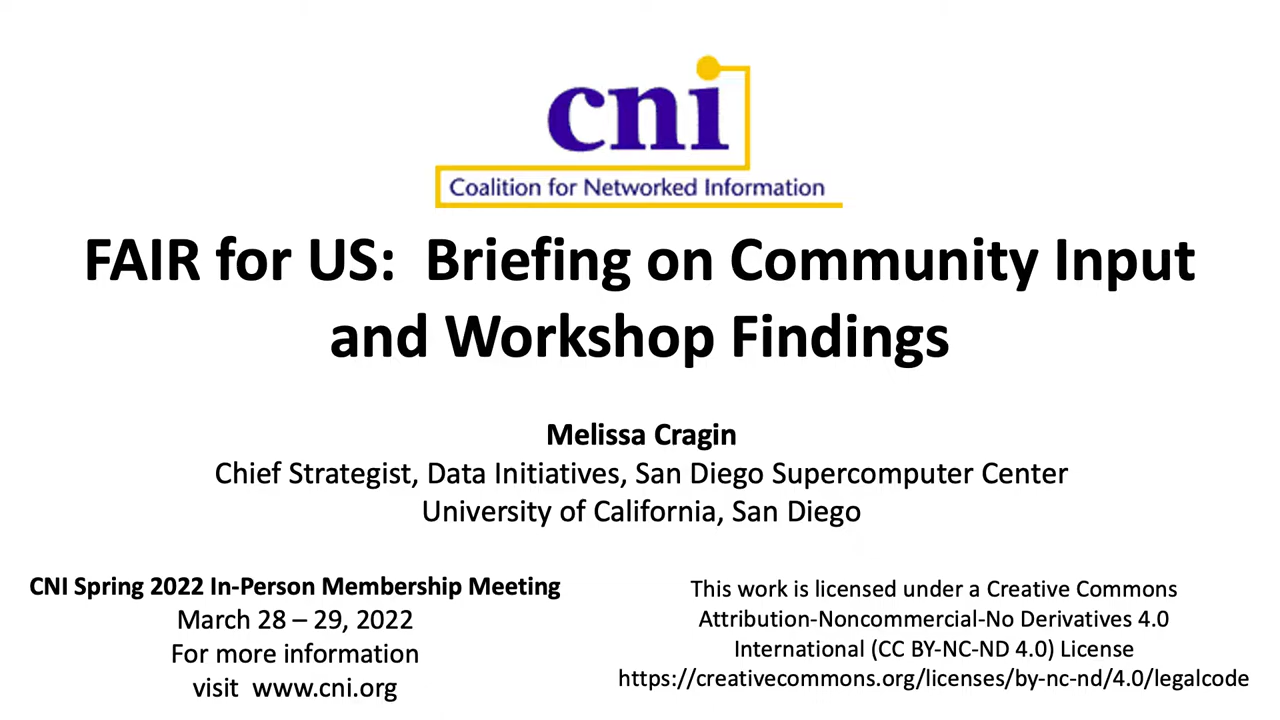 cni
Coalition for Networked Information
FAIR for US:  Briefing on Community Input
and Workshop Findings
Melissa Cragin
Chief Strategist, Data Initiatives, San Diego Supercomputer Center
University of California, San Diego
CNI Spring 2022 In-Person Membership Meeting
March 28 – 29, 2022
For more information
visit  www.cni.org
This work is licensed under a Creative Commons
Attribution-Noncommercial-No Derivatives 4.0
International (CC BY-NC-ND 4.0) License
https://creativecommons.org/licenses/by-nc-nd/4.0/legalcode